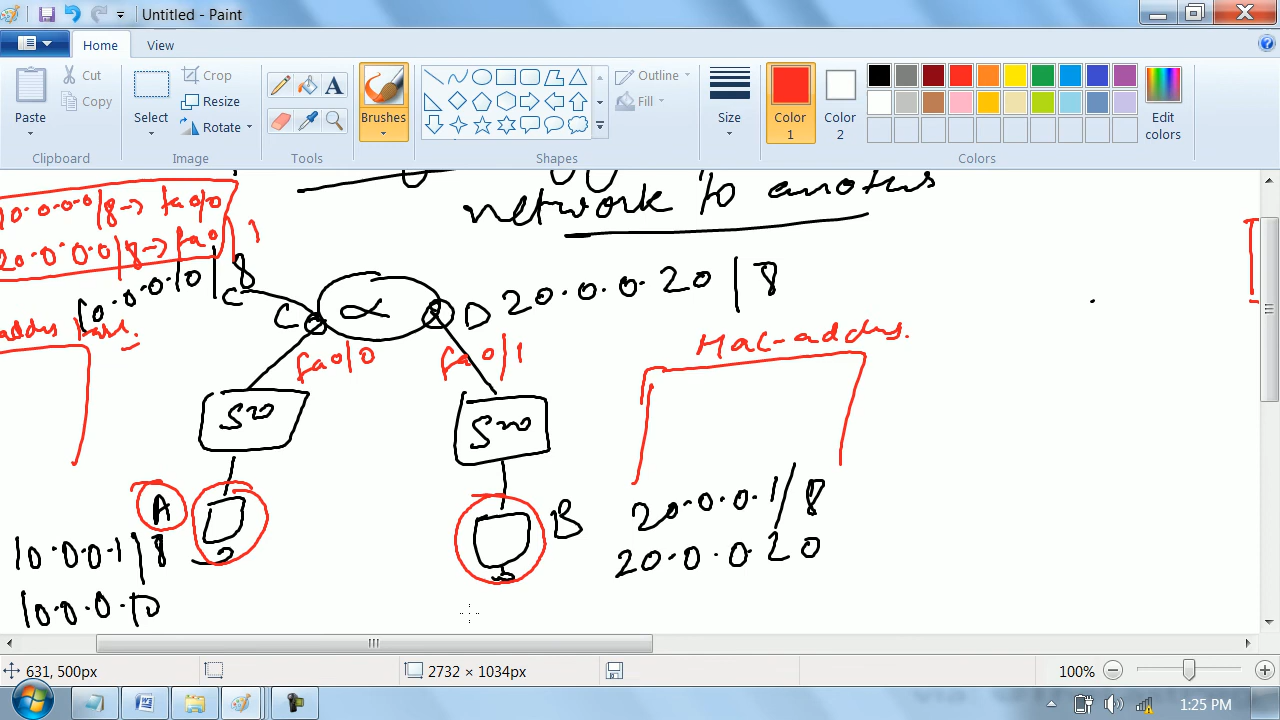 Untitled - Paint
Home View
Paste
Cut
Copy
Clipboard
Select
Crop
Resize
Rotate
Image
Tools
Brushes
Shapes
Outline
Fill
Size
Color 1
Color 2
Edit colors
Colors
network to another
10.0.0.0/8 → fa0/0
20.0.0.0/8 → fa0/1
10.0.0.10/8
C
C
D
20.0.0.20/8
fa0/0
fa0/1
Mac-address.
A
B
10.0.0.1/8
10.0.0.10
20.0.0.1/8
20.0.0.20
631, 500px
2732 × 1034px
100%
1:25 PM